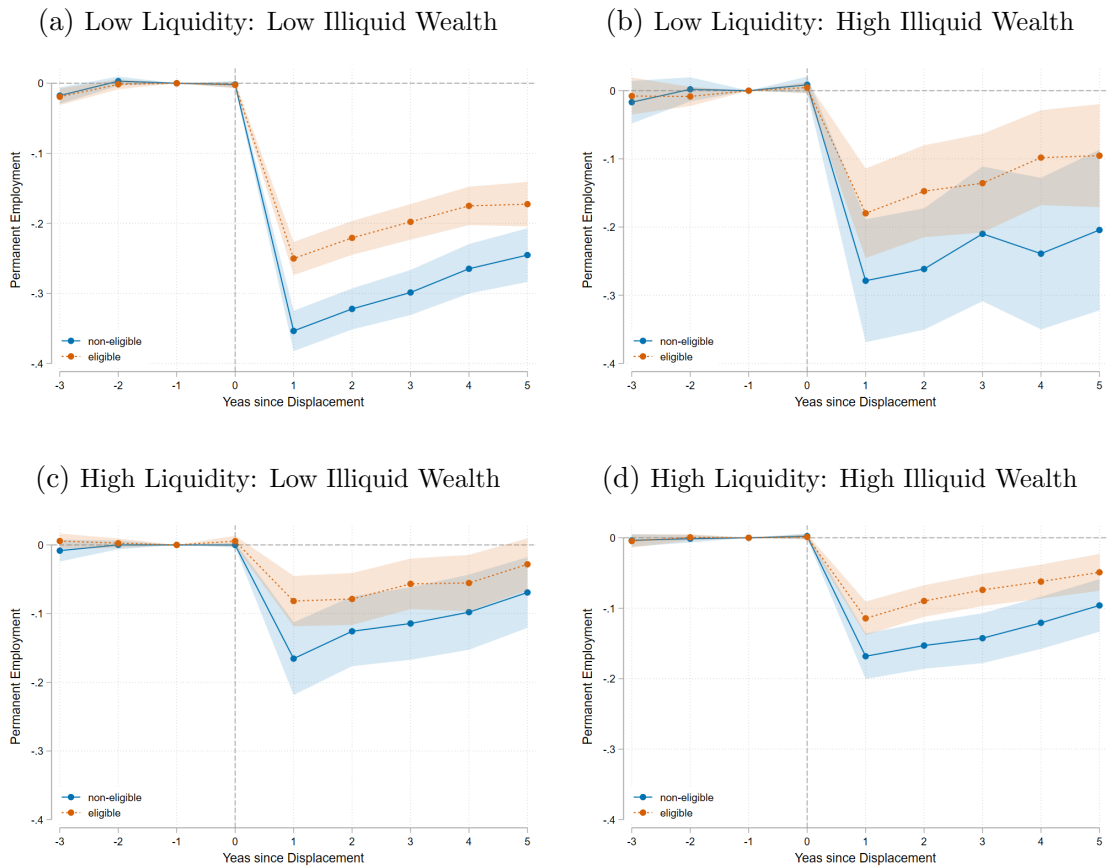 (a) Low Liquidity: Low Illiquid Wealth
0
-.1
-.2
-.3
-.4
Permanent Employment
non-eligible
eligible
-3 -2 -1 0 1 2 3 4 5
Yeas since Displacement
(b) Low Liquidity: High Illiquid Wealth
0
-.1
-.2
-.3
-.4
Permanent Employment
non-eligible
eligible
-3 -2 -1 0 1 2 3 4 5
Yeas since Displacement
(c) High Liquidity: Low Illiquid Wealth
0
-.1
-.2
-.3
-.4
Permanent Employment
non-eligible
eligible
-3 -2 -1 0 1 2 3 4 5
Yeas since Displacement
(d) High Liquidity: High Illiquid Wealth
0
-.1
-.2
-.3
-.4
Permanent Employment
non-eligible
eligible
-3 -2 -1 0 1 2 3 4 5
Yeas since Displacement